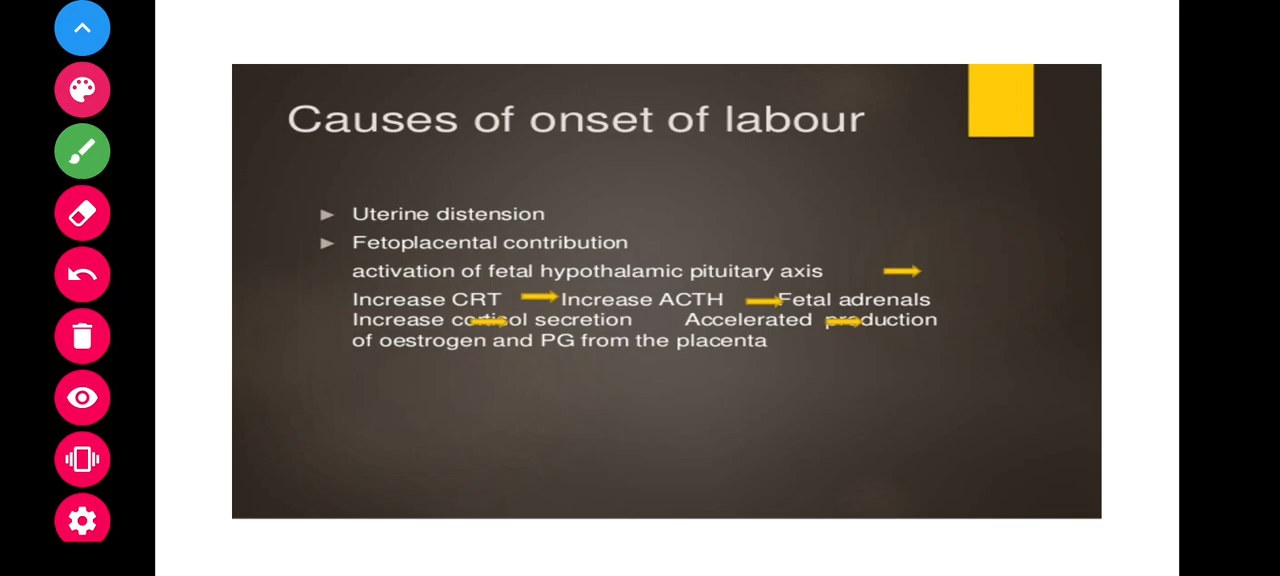 Causes of onset of labour
Uterine distension
Fetoplacental contribution
activation of fetal hypothalamic pituitary axis
Increase CRT Increase ACTH Fetal adrenals
Increase cortisol secretion Accelerated production
of oestrogen and PG from the placenta